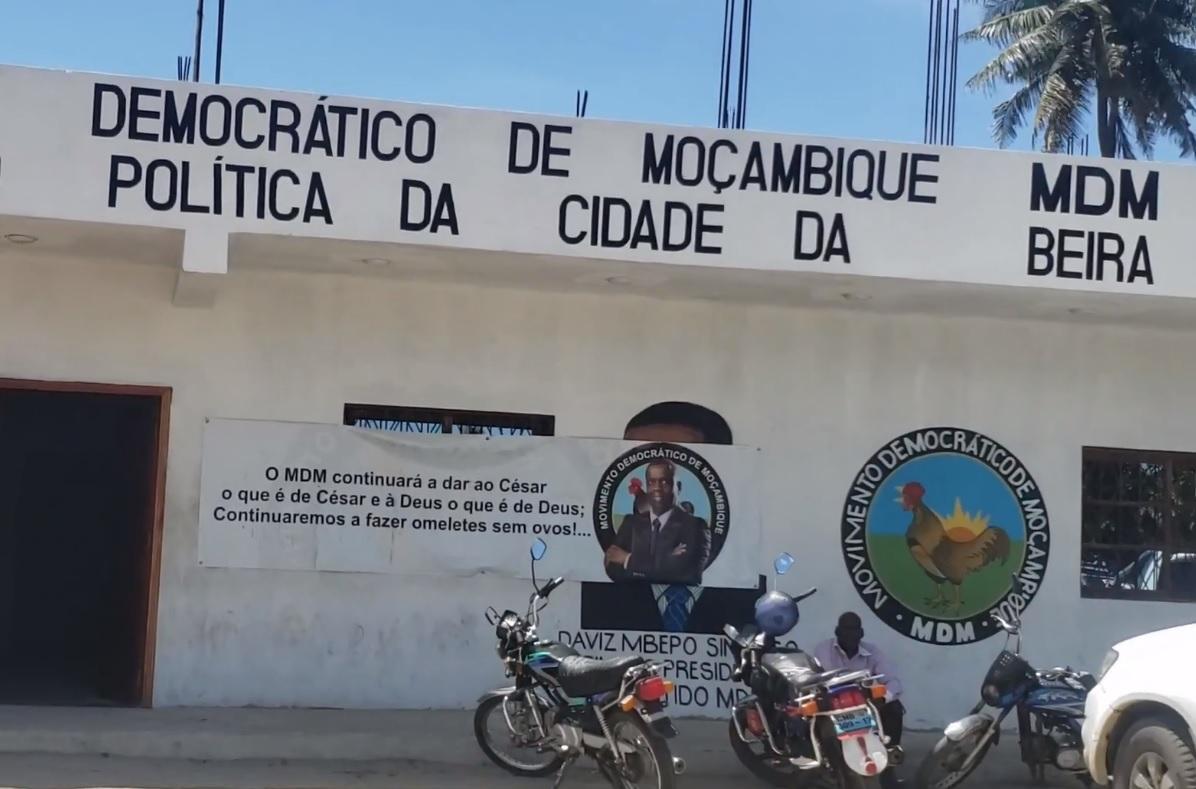 DEMOCRÁTICO DE MOÇAMBIQUE MDM
POLÍTICA DA CIDADE DA BEIRA
O MDM continuará a dar ao César
o que é de César e à Deus o que é de Deus;
Continuaremos a fazer omeletes sem ovos!...
MOVIMENTO DEMOCRÁTICO DE MOÇAMBIQUE
MOVIMENTO DEMOCRÁTICO DE
MDM
DAVIZ MBEPO
PRESID